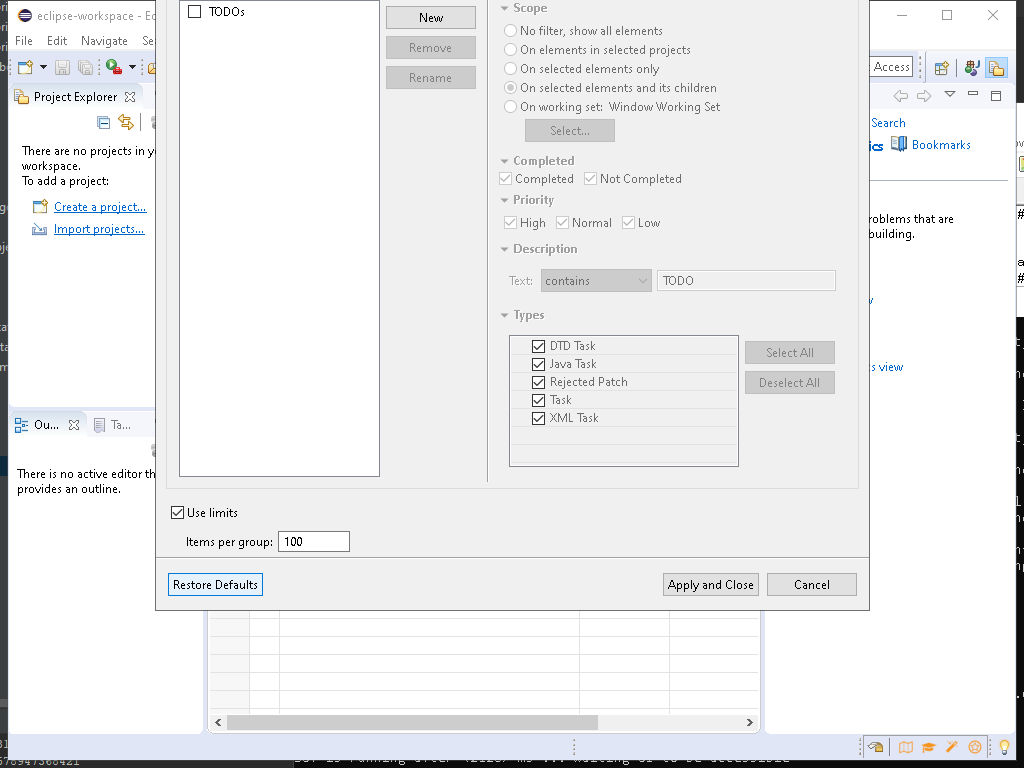 eclipse-workspace - Ec
File Edit Navigate Se
Access
Project Explorer
There are no projects in y
workspace.
To add a project:
Create a project...
Import projects...
Ou...
Ta...
There is no active editor th
provides an outline.
TODOs
New
Remove
Rename
Scope
No filter, show all elements
On elements in selected projects
On selected elements only
On selected elements and its children
On working set: Window Working Set
Select...
Completed
Completed Not Completed
Priority
High Normal Low
Description
Text: contains TODO
Types
DTD Task
Java Task
Rejected Patch
Task
XML Task
Select All
Deselect All
Use limits
Items per group: 100
Restore Defaults
Apply and Close
Cancel
Search
ics Bookmarks
roblems that are
building.
s view